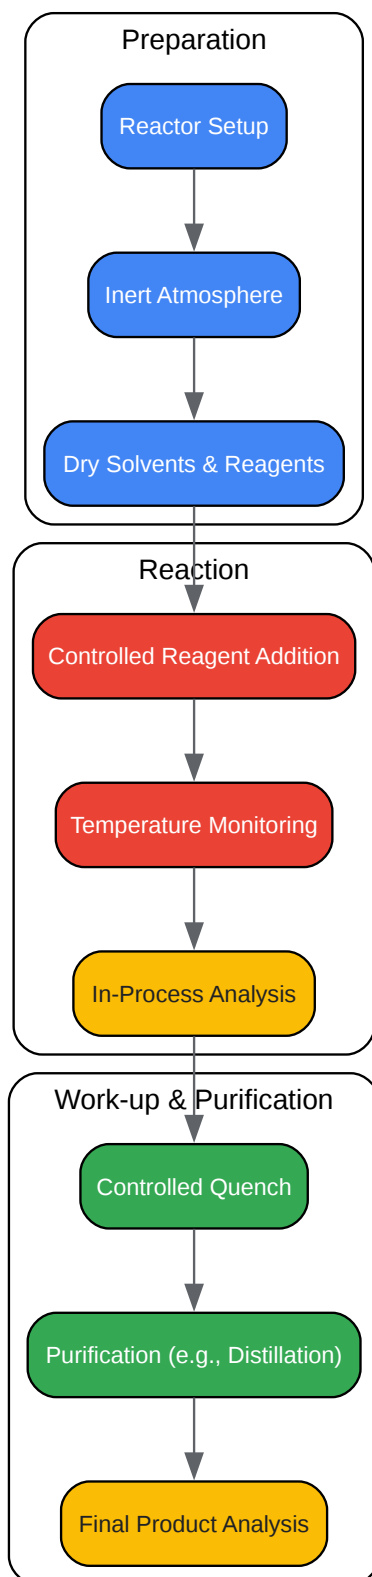 Preparation
Reactor Setup
Inert Atmosphere
Dry Solvents & Reagents
Reaction
Controlled Reagent Addition
Temperature Monitoring
In-Process Analysis
Work-up & Purification
Controlled Quench
Purification (e.g., Distillation)
Final Product Analysis